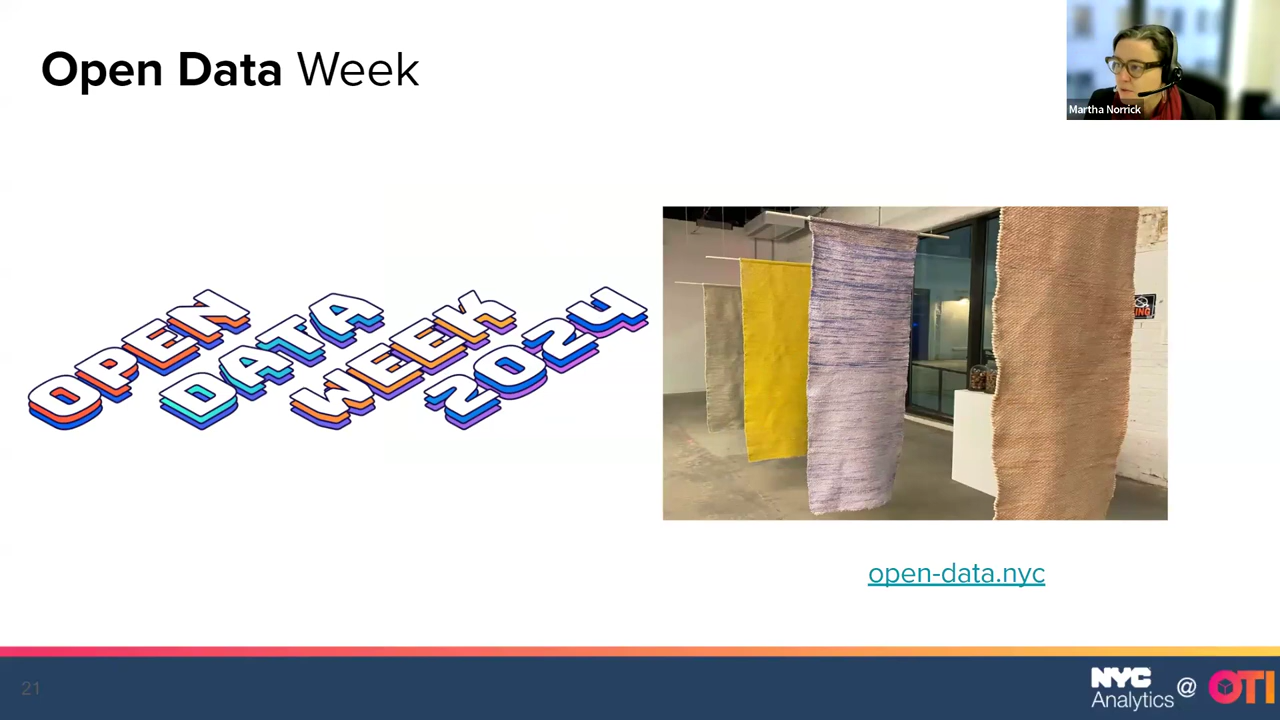 Open Data Week
Martha Norrick
OPEN
DATA
WEEK
2024
open-data.nyc
21
NYC
Analytics @ OTI